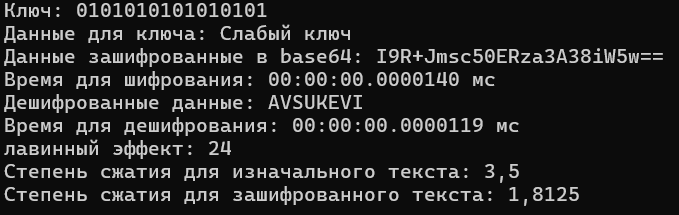 Ключ: 0101010101010101
Данные для ключа: Слабый ключ
Данные зашифрованные в base64: I9R+Jmsc50ERza3A38iW5w==
Время для шифрования: 00:00:00.0000140 мс
Дешифрованные данные: AVSUKEVI
Время для дешифрования: 00:00:00.0000119 мс
лавинный эффект: 24
Степень сжатия для изначального текста: 3,5
Степень сжатия для зашифрованного текста: 1,8125